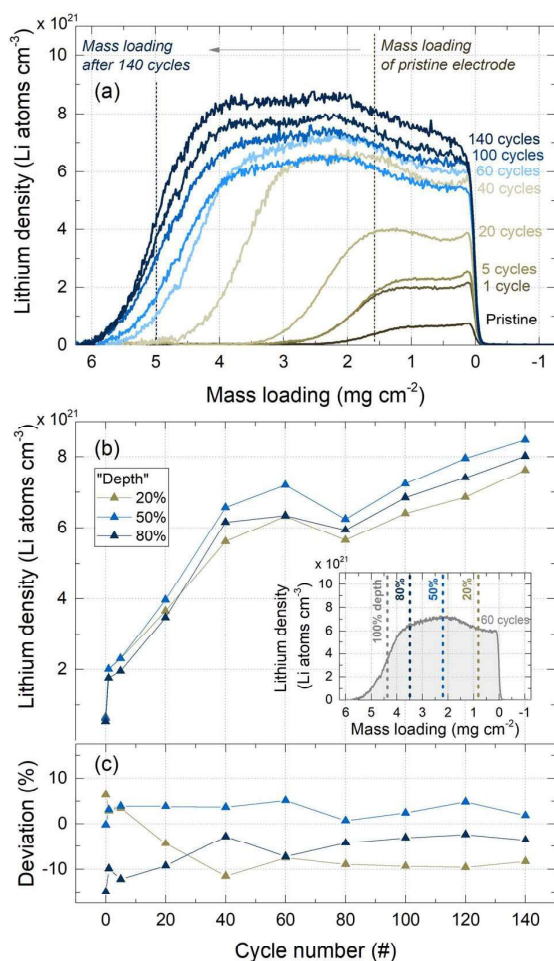 x 10²¹
10
8
6
4
2
0
Lithium density (Li atoms cm⁻³)
Mass loading
after 140 cycles
Mass loading
of pristine electrode
(a)
140 cycles
100 cycles
60 cycles
40 cycles
20 cycles
5 cycles
1 cycle
Pristine
6 5 4 3 2 1 0 -1
Mass loading (mg cm⁻²)
x 10²¹
8
6
4
2
Lithium density (Li atoms cm⁻³)
(b)
"Depth"
20%
50%
80%
x 10²¹
10
8
6
4
2
0
Lithium density
(Li atoms cm⁻³)
100% depth
80%
50%
20%
60 cycles
6 5 4 3 2 1 0 -1
Mass loading (mg cm⁻²)
(c)
10
0
-10
Deviation (%)
0 20 40 60 80 100 120 140
Cycle number (#)